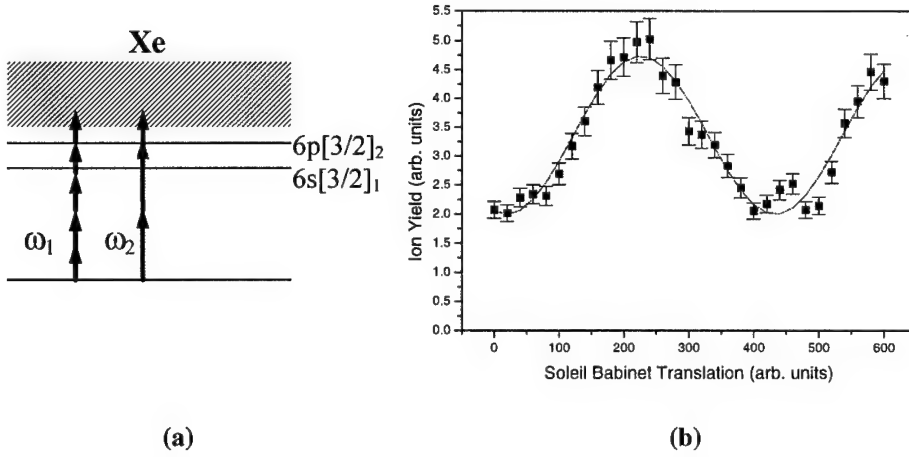 Xe
6p[3/2]2
6s[3/2]1
ω1
ω2
(a)
Ion Yield (arb. units)
5.5
5.0
4.5
4.0
3.5
3.0
2.5
2.0
1.5
1.0
0.5
0.0
0 100 200 300 400 500 600
Soleil Babinet Translation (arb. units)
(b)